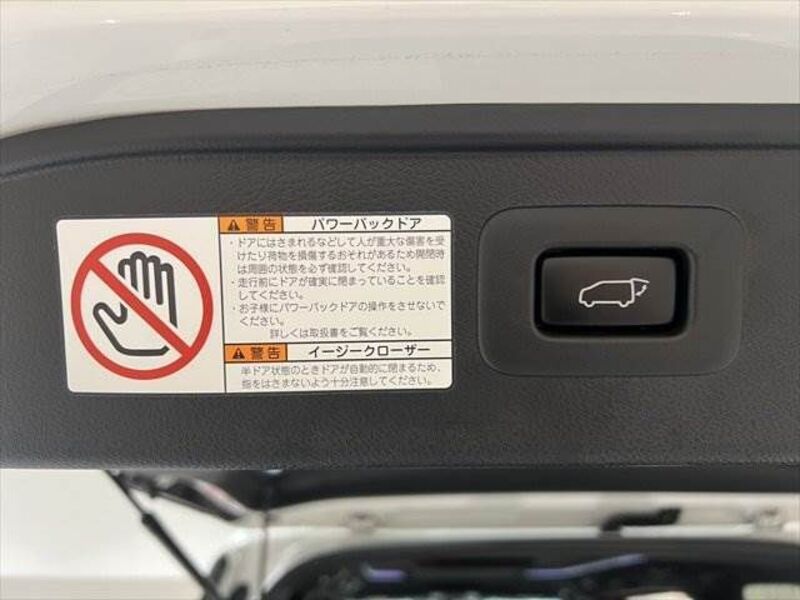 警告 パワーバックドア
・ドアにはさまれるなどして人が重大な傷害を受
けたり荷物を損傷するおそれがあるため開閉時
は周囲の状態を必ず確認してください。
・走行前にドアが確実に閉まっていることを確認
してください。
・お子様にパワーバックドアの操作をさせないで
ください。
詳しくは取扱書をご覧ください。
警告 イージークローザー
半ドア状態のときドアが自動的に閉まるため、
指をはさまないよう十分注意してください。